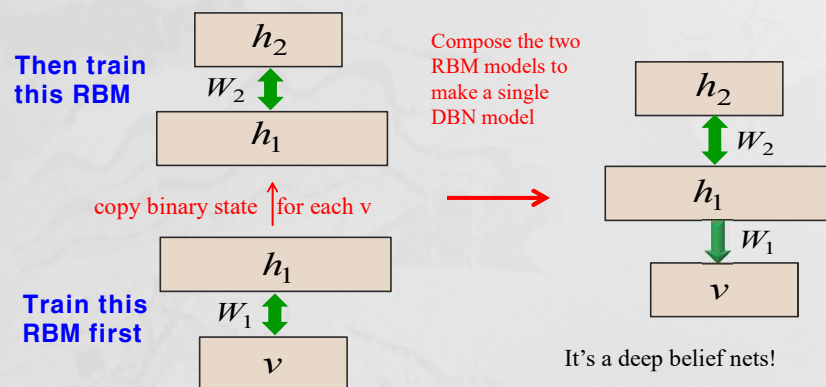 h₂
Then train
this RBM
W₂
h₁
copy binary state for each v
h₁
Train this
RBM first
W₁
v
Compose the two
RBM models to
make a single
DBN model
h₂
W₂
h₁
W₁
v
It's a deep belief nets!